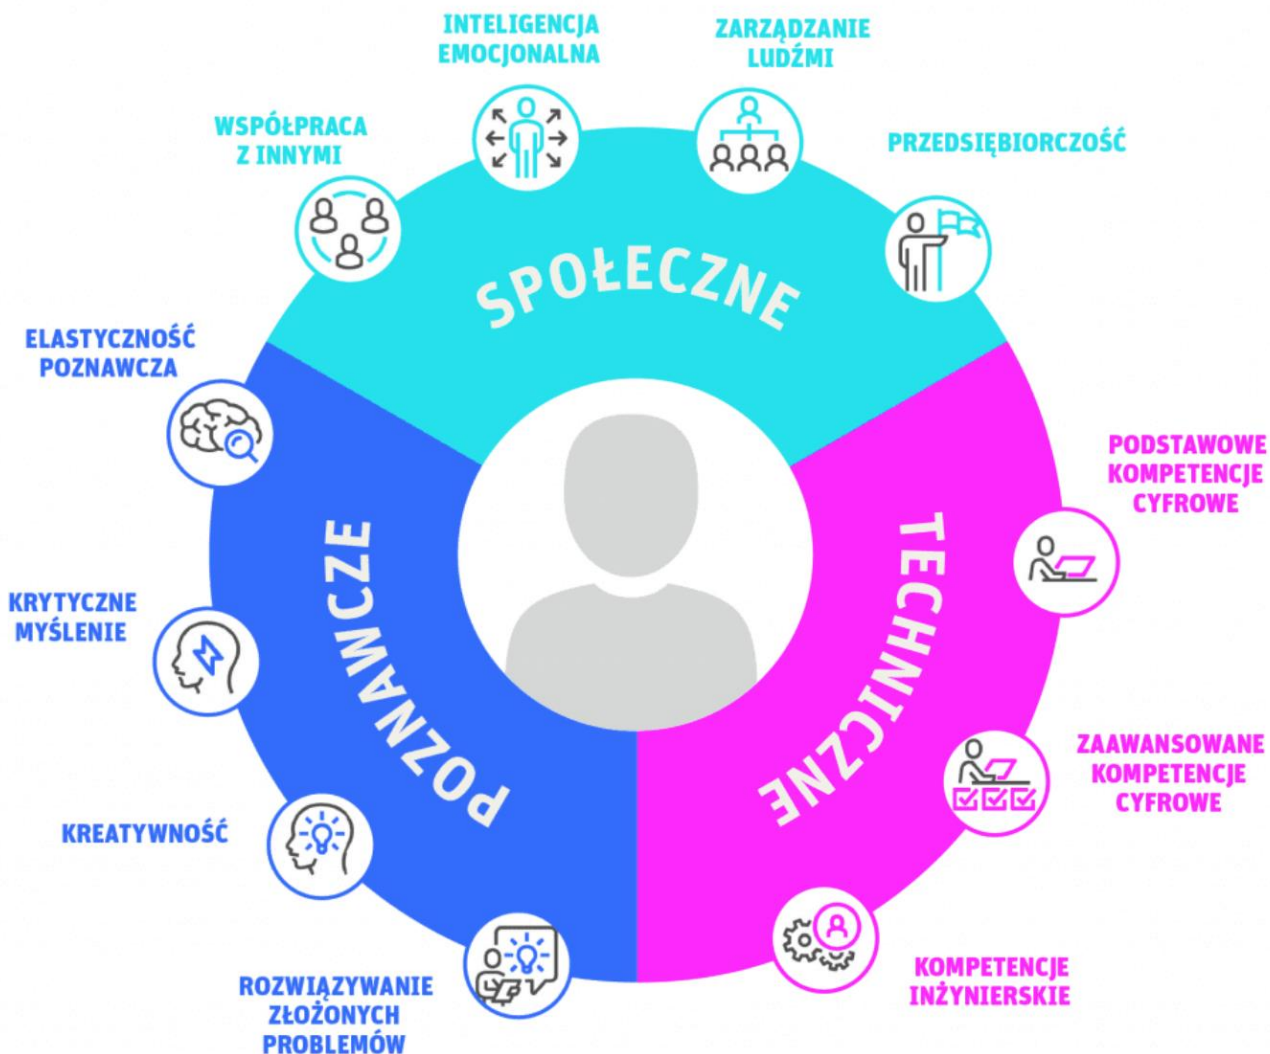 INTELIGENCJA
EMOCJONALNA
ZARZĄDZANIE
LUDŹMI
WSPÓŁPRACA
Z INNYMI
PRZEDSIĘBIORCZOŚĆ
SPOŁECZNE
ELASTYCZNOŚĆ
POZNAWCZA
PODSTAWOWE
KOMPETENCJE
CYFROWE
POZNAWCZE
TECHNICZNE
KRYTYCZNE
MYŚLENIE
ZAAWANSOWANE
KOMPETENCJE
CYFROWE
KREATYWNOŚĆ
KOMPETENCJE
INŻYNIERSKIE
ROZWIĄZYWANIE
ZŁOŻONYCH
PROBLEMÓW